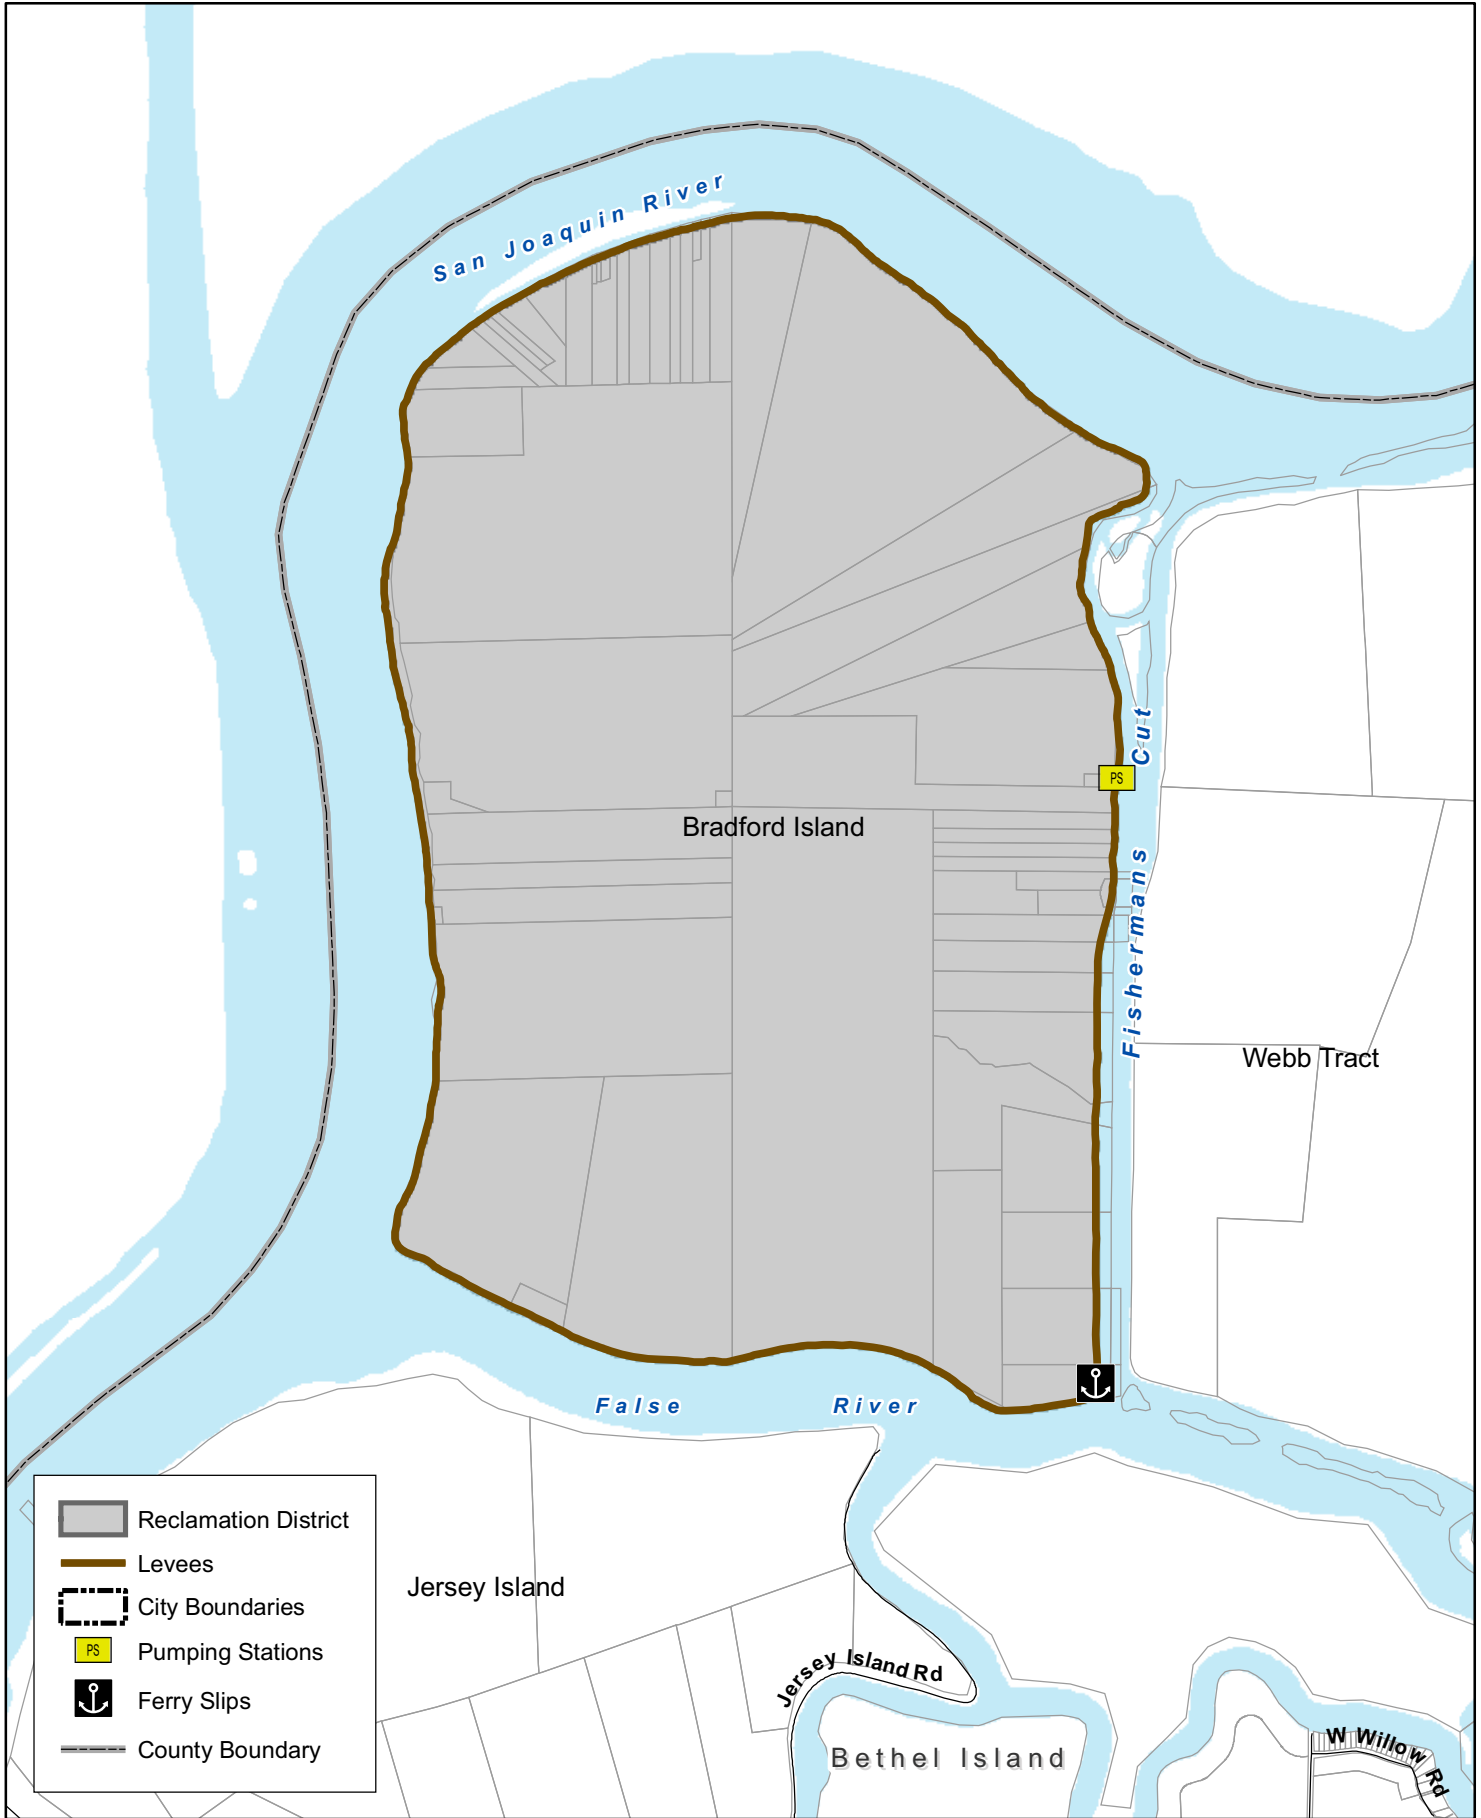 San Joaquin River
PS
Cut
Bradford Island
Fishermans
Webb Tract
False River
Reclamation District
Levees
Jersey Island
City Boundaries
PS
Pumping Stations
Jersey Island Rd
Ferry Slips
W Willow Rd
County Boundary
Bethel Island